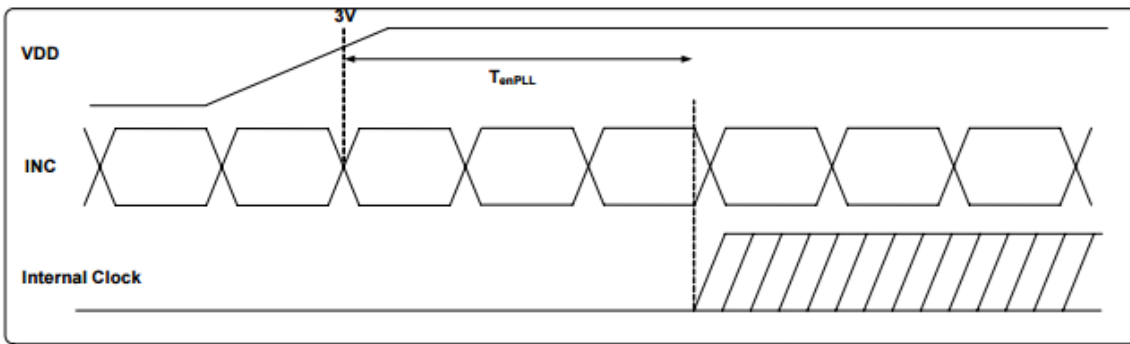 3V
VDD
TenPLL
INC
Internal Clock